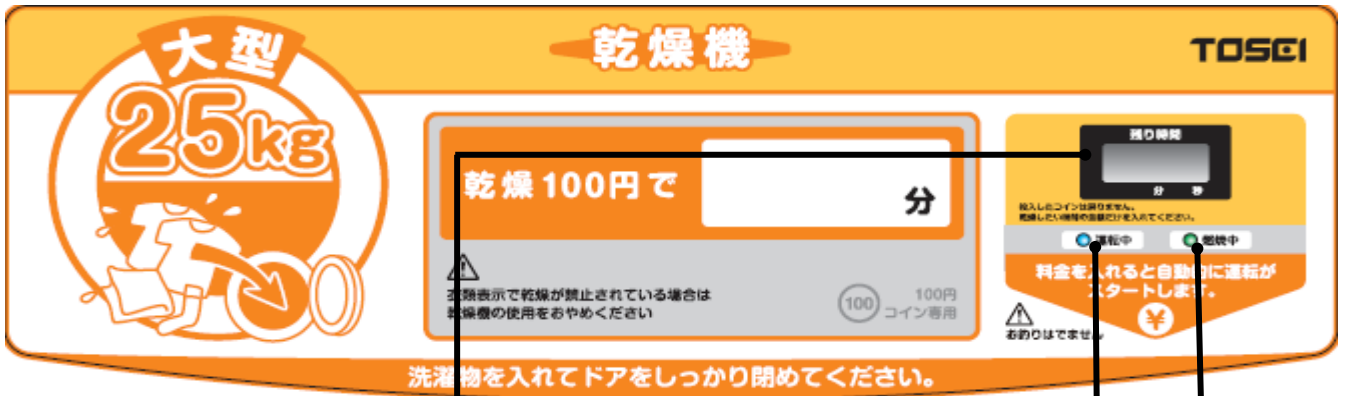 大型
25kg
乾燥機
TOSEI
乾燥100円で
分
衣類表示で乾燥が禁止されている場合は
乾燥機の使用をおやめください
100
100円
コイン専用
残り時間
分 秒
投入したコインは戻りません。
乾燥したい時間の金額だけを入れてください。
運転中
燃焼中
料金を入れると自動的に運転が
スタートします。
¥
お釣りはでません
洗濯物を入れてドアをしっかり閉めてください。